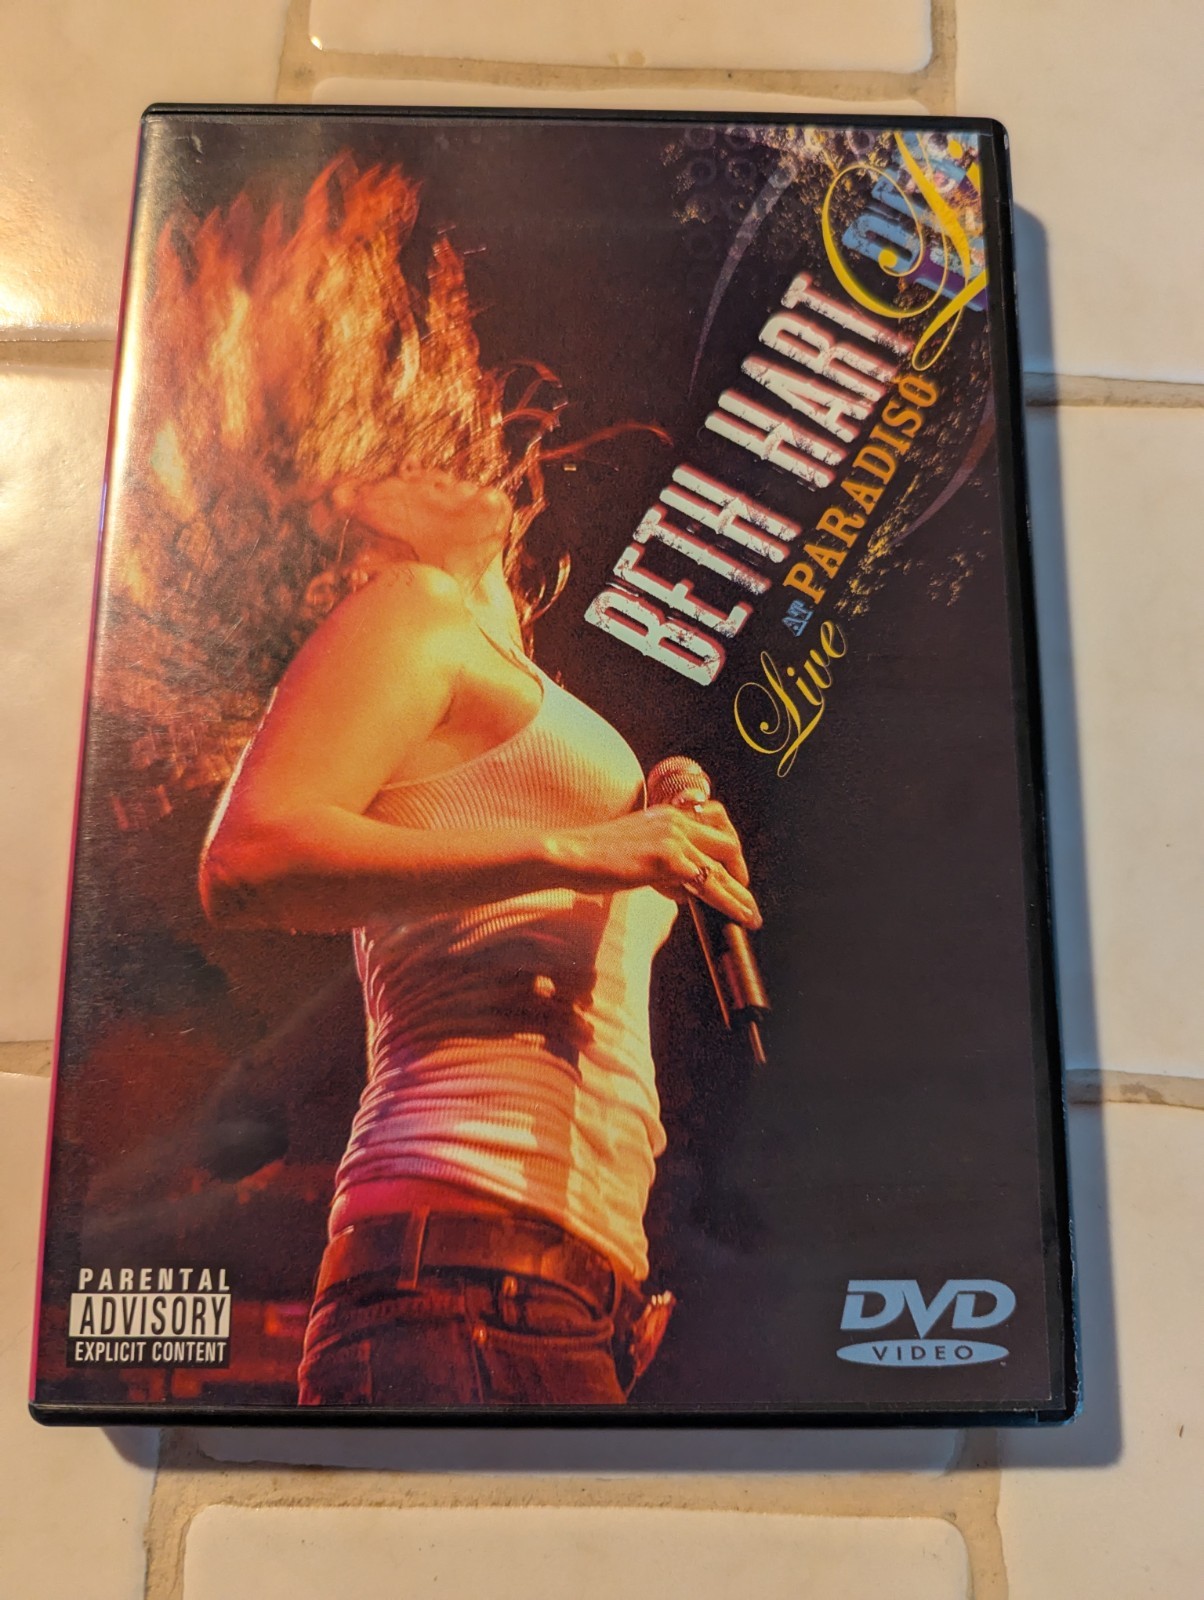 BETH HART
AT PARADISO
Live
PARENTAL
ADVISORY
EXPLICIT CONTENT
DVD
VIDEO